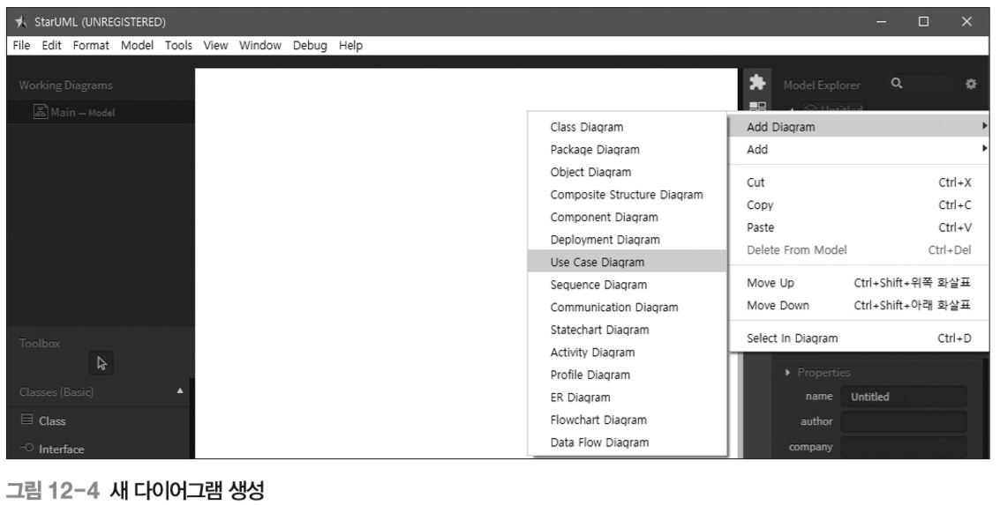 StarUML (UNREGISTERED)
File Edit Format Model Tools View Window Debug Help
Working Diagrams
Main — Model
Toolbox
Classes (Basic)
Class
Interface
Class Diagram
Package Diagram
Object Diagram
Composite Structure Diagram
Component Diagram
Deployment Diagram
Use Case Diagram
Sequence Diagram
Communication Diagram
Statechart Diagram
Activity Diagram
Profile Diagram
ER Diagram
Flowchart Diagram
Data Flow Diagram
Model Explorer
Untitled
Add Diagram
Add
Cut Ctrl+X
Copy Ctrl+C
Paste Ctrl+V
Delete From Model Ctrl+Del
Move Up Ctrl+Shift+위쪽 화살표
Move Down Ctrl+Shift+아래 화살표
Select In Diagram Ctrl+D
Properties
name Untitled
author
company
그림 12-4 새 다이어그램 생성